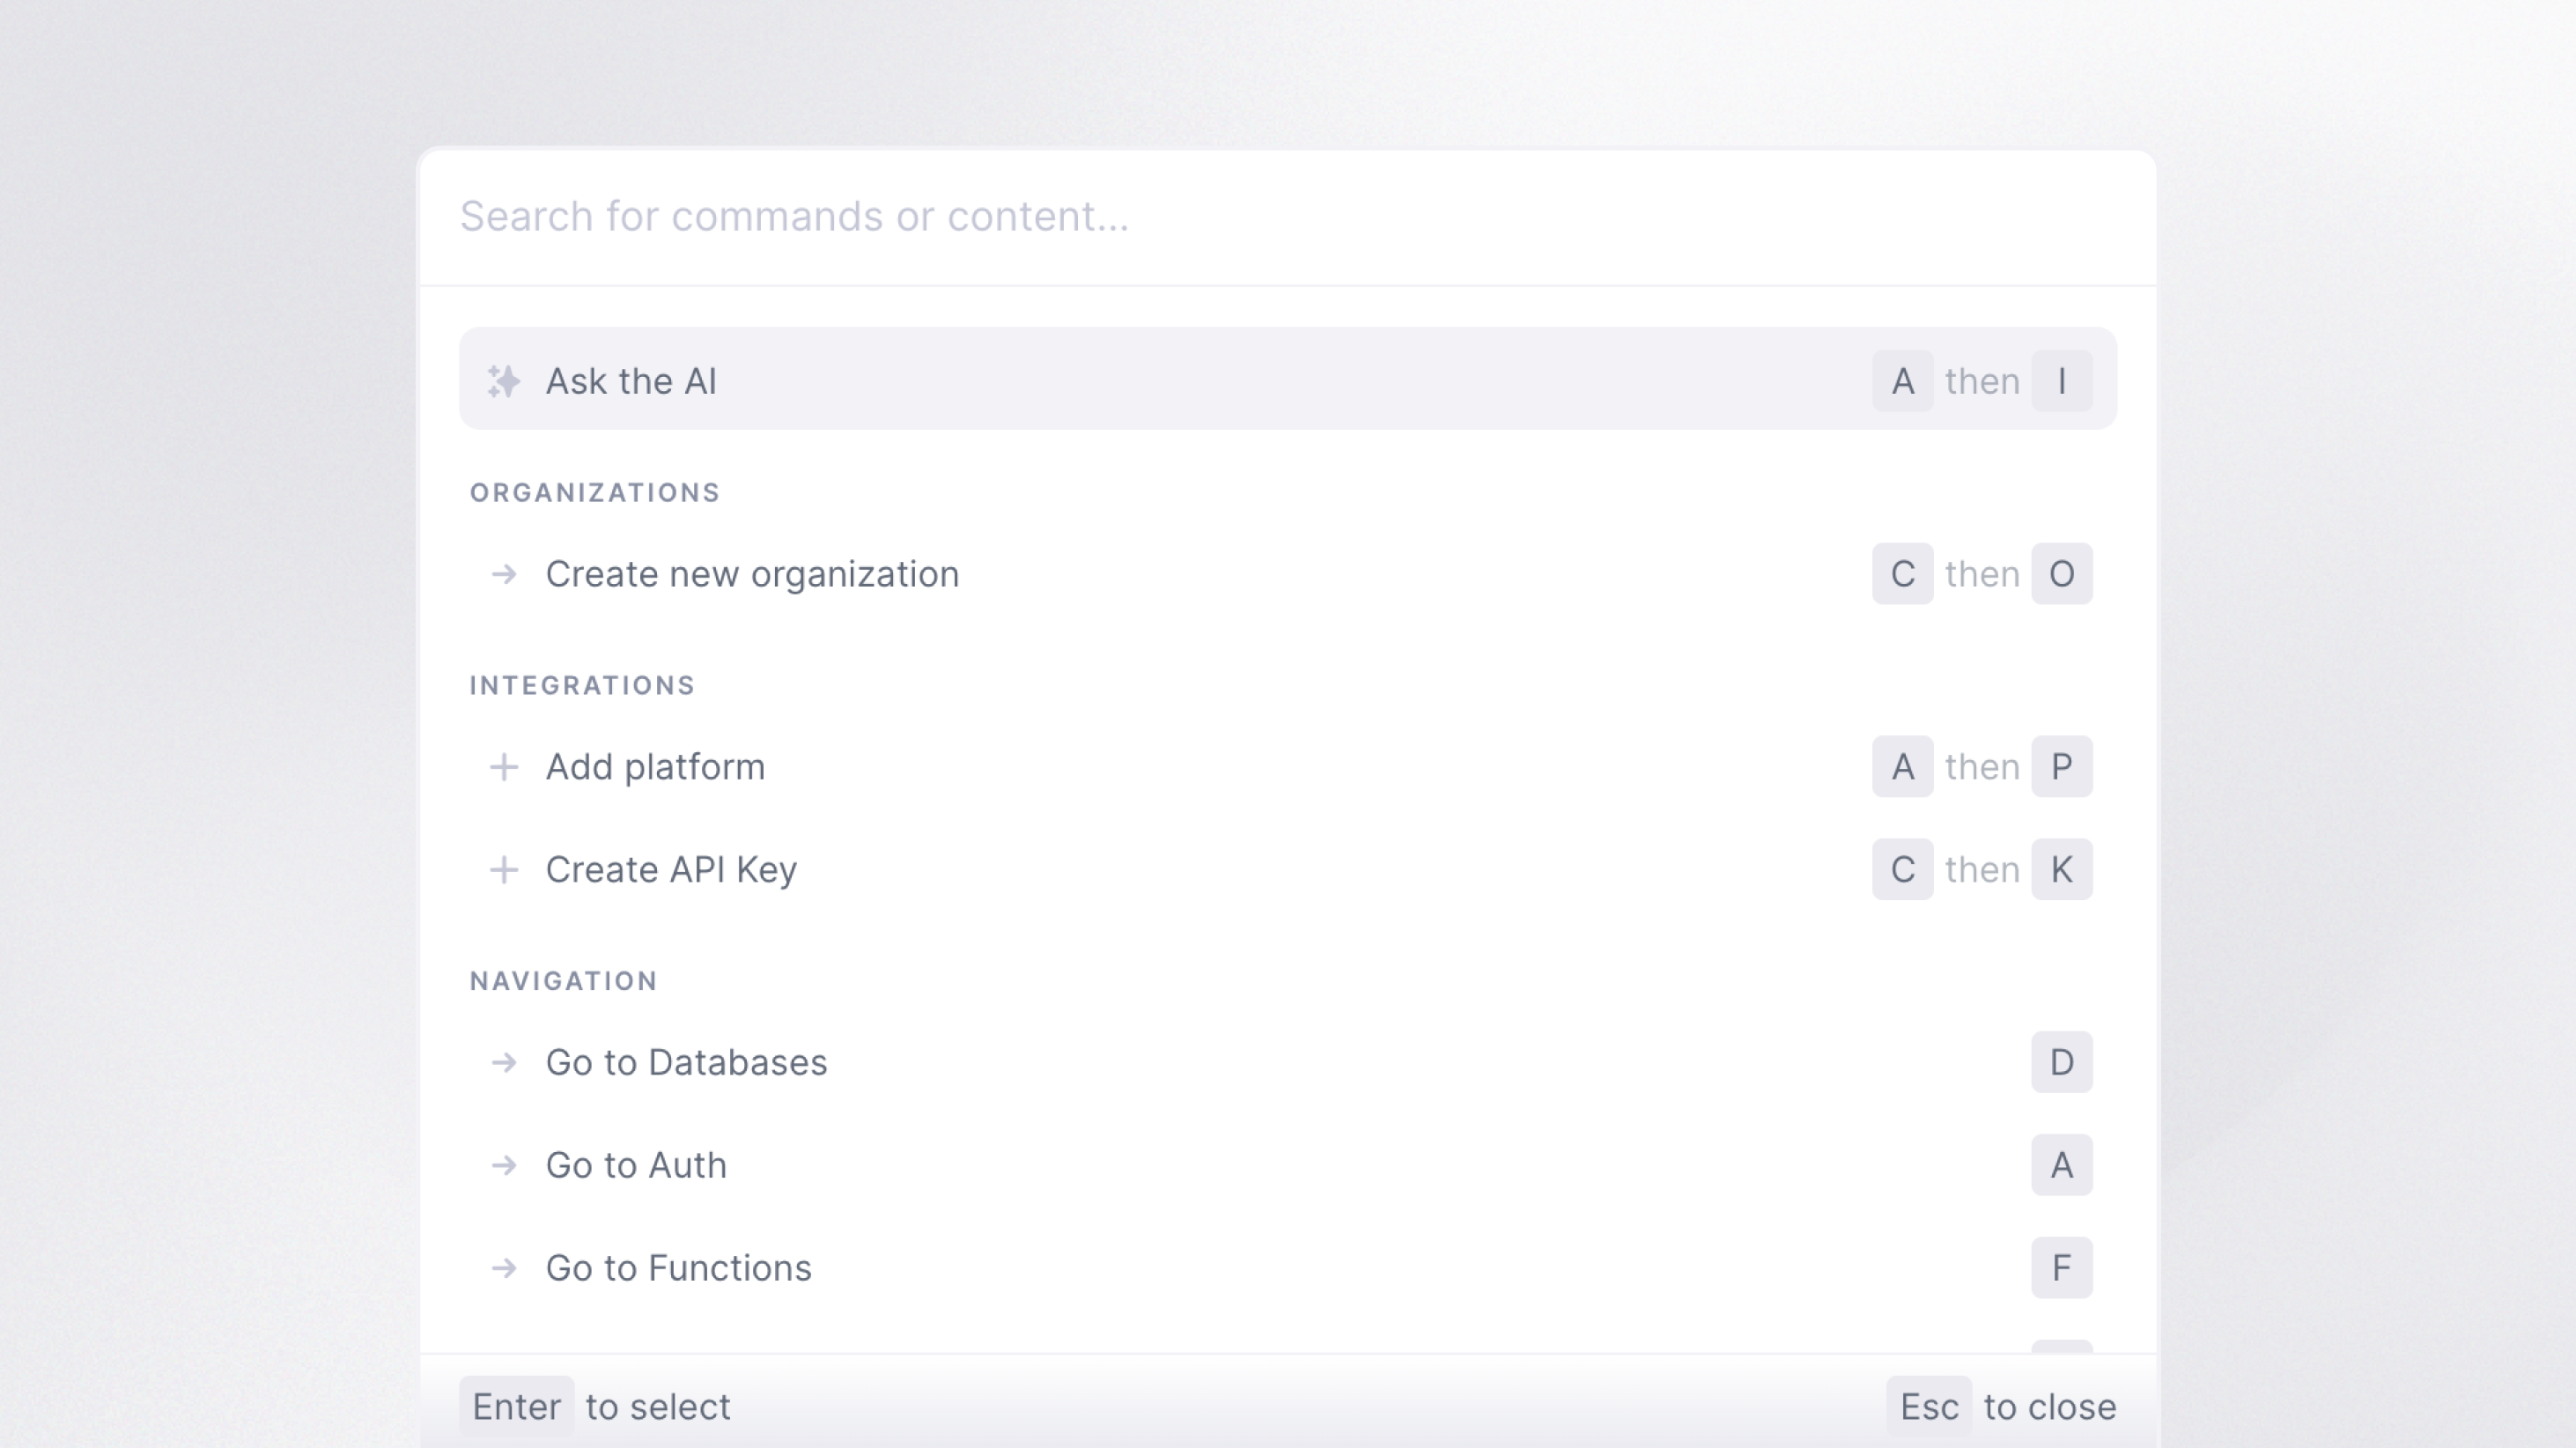 Search for commands or content...
Ask the AI A then I
ORGANIZATIONS
Create new organization C then O
INTEGRATIONS
Add platform A then P
Create API Key C then K
NAVIGATION
Go to Databases D
Go to Auth A
Go to Functions F
Enter to select Esc to close